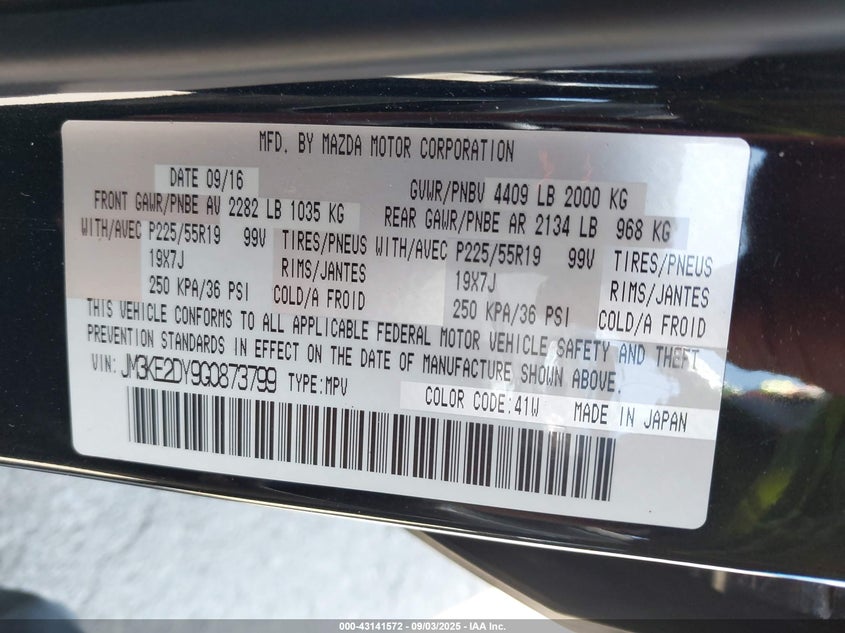 MFD. BY MAZDA MOTOR CORPORATION
DATE 09/16 GVWR/PNBV 4409 LB 2000 KG
FRONT GAWR/PNBE AV 2282 LB 1035 KG REAR GAWR/PNBE AR 2134 LB 968 KG
WITH/AVEC P225/55R19 99V TIRES/PNEUS WITH/AVEC P225/55R19 99V TIRES/PNEUS
19X7J RIMS/JANTES 19X7J RIMS/JANTES
250 KPA/36 PSI COLD/A FROID 250 KPA/36 PSI COLD/A FROID
THIS VEHICLE CONFORMS TO ALL APPLICABLE FEDERAL MOTOR VEHICLE SAFETY AND THEFT
PREVENTION STANDARDS IN EFFECT ON THE DATE OF MANUFACTURE SHOWN ABOVE.
VIN: JM3KE2DY9G0873799 TYPE:MPV COLOR CODE:41W MADE IN JAPAN
000-43141572 - 09/03/2025 - IAA Inc.